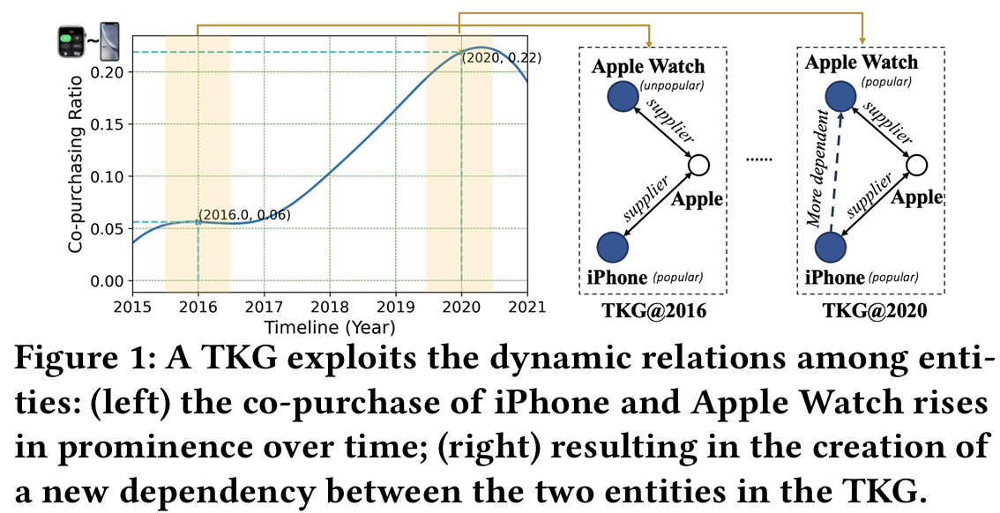 Co-purchasing Ratio
0.20
0.15
0.10
0.05
0.00
(2020, 0.22)
(2016.0, 0.06)
2015 2016 2017 2018 2019 2020 2021
Timeline (Year)
Apple Watch
(unpopular)
supplier
Apple
supplier
iPhone (popular)
TKG@2016
......
Apple Watch
(popular)
supplier
More dependent
Apple
supplier
iPhone (popular)
TKG@2020
Figure 1: A TKG exploits the dynamic relations among enti-
ties: (left) the co-purchase of iPhone and Apple Watch rises
in prominence over time; (right) resulting in the creation of
a new dependency between the two entities in the TKG.